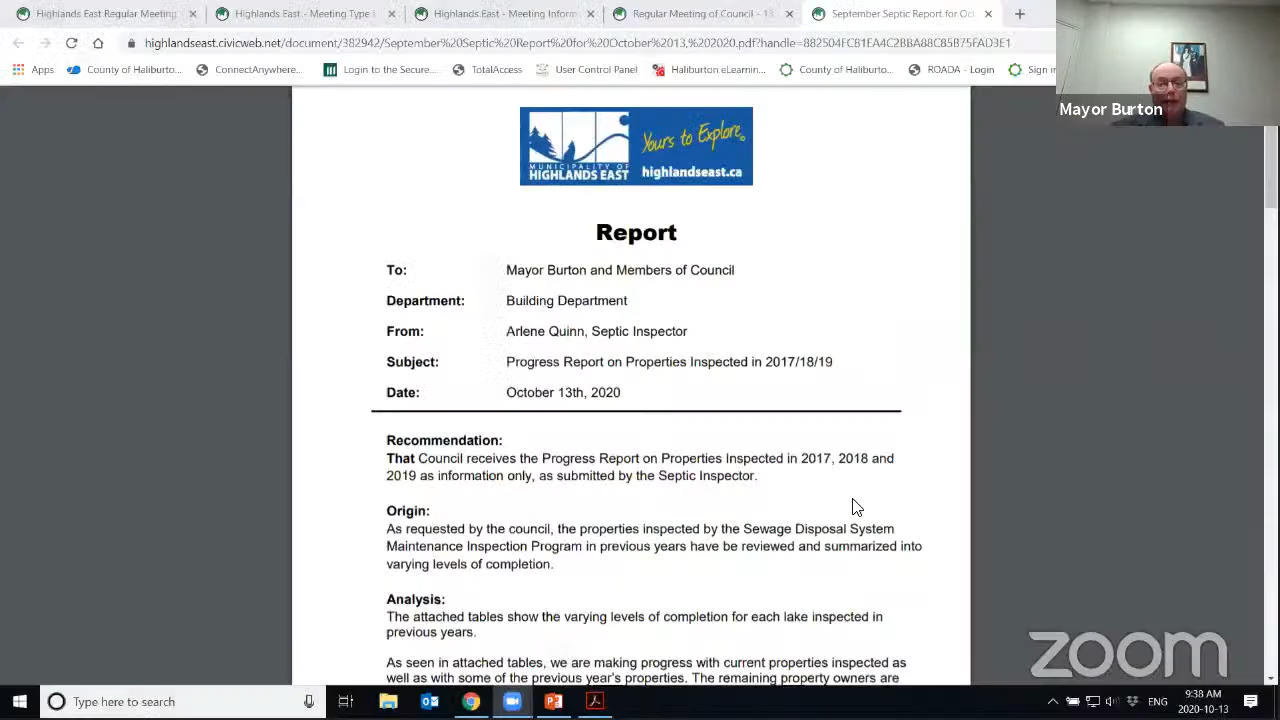 Highlands East Regular Meeting
Highlands East - Meeting Type
Highlands East - Meeting Inform
Regular Meeting of Council - 13
September Septic Report for Oct
highlandseast.civicweb.net/document/382942/September%20Septic%20Report%20for%20October%2013,%202020.pdf?handle=882504FC81EA4C2BBA88C85B75FAD3E1
Apps
County of Haliburto...
ConnectAnywhere...
Login to the Secure...
TotalAccess
User Control Panel
Haliburton eLearnin...
County of Haliburto...
ROADA - Login
Sign in
Mayor Burton
MUNICIPALITY OF
HIGHLANDS EAST
Yours to Explore
highlandseast.ca
Report
To: Mayor Burton and Members of Council
Department: Building Department
From: Arlene Quinn, Septic Inspector
Subject: Progress Report on Properties Inspected in 2017/18/19
Date: October 13th, 2020
Recommendation:
That Council receives the Progress Report on Properties Inspected in 2017, 2018 and
2019 as information only, as submitted by the Septic Inspector.
Origin:
As requested by the council, the properties inspected by the Sewage Disposal System
Maintenance Inspection Program in previous years have be reviewed and summarized into
varying levels of completion.
Analysis:
The attached tables show the varying levels of completion for each lake inspected in
previous years.
As seen in attached tables, we are making progress with current properties inspected as
well as with some of the previous year's properties. The remaining property owners are
zoom
Type here to search
ENG
9:38 AM
2020-10-13